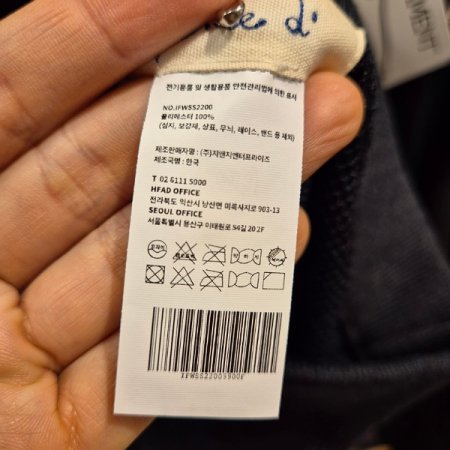 e d'
MENT
전기용품 및 생활용품 안전관리법에 의한 표시
NO.IFWSS2200
폴리에스터 100%
(심지, 보강재, 상표, 무늬, 레이스, 밴드 용 제외)
제조판매자명 : (주)지앤지엔터프라이즈
제조국명 : 한국
T 02 6111 5000
HFAD OFFICE
전라북도 익산시 낭산면 미륵사지로 903-13
SEOUL OFFICE
서울특별시 용산구 이태원로 54길 20 2F
IFWSS22003900F